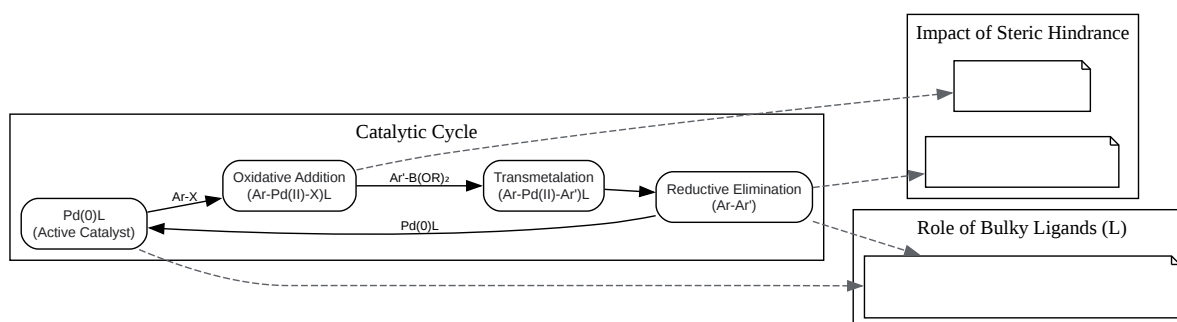 Impact of Steric Hindrance
Catalytic Cycle
Oxidative Addition
(Ar-Pd(II)-X)L
Ar'-B(OR)₂
Transmetalation
(Ar-Pd(II)-Ar')L
Reductive Elimination
(Ar-Ar')
Ar-X
Pd(0)L
(Active Catalyst)
Pd(0)L
Role of Bulky Ligands (L)